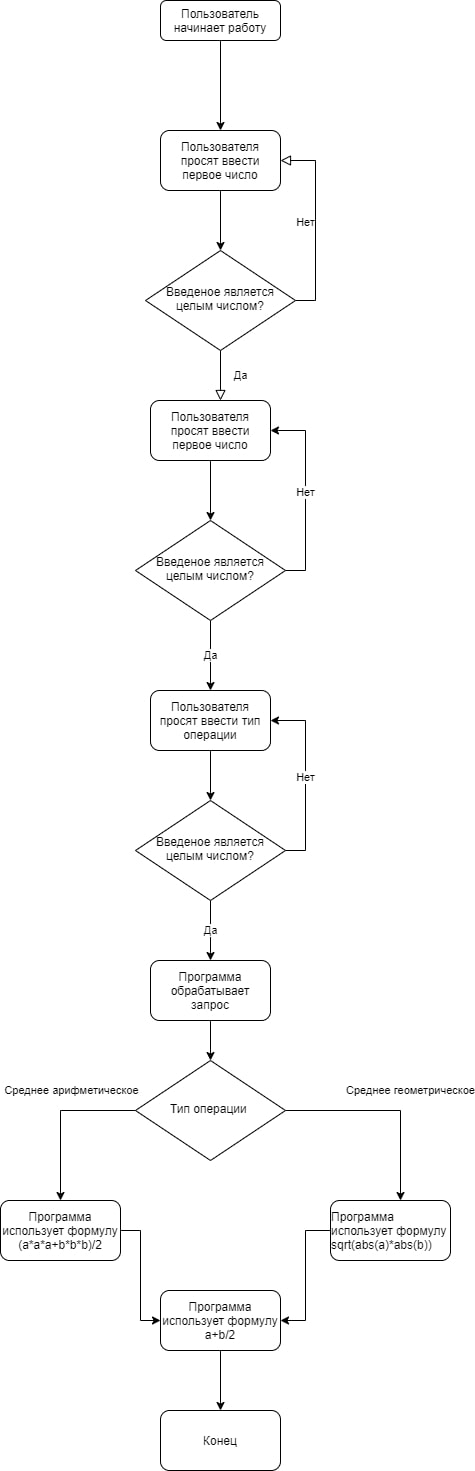 Пользователь
начинает работу
Пользователя
просят ввести
первое число
Нет
Введеное является
целым числом?
Да
Пользователя
просят ввести
первое число
Нет
Введеное является
целым числом?
Да
Пользователя
просят ввести тип
операции
Нет
Введеное является
целым числом?
Да
Программа
обрабатывает
запрос
Среднее арифметическое
Среднее геометрическое
Тип операции
Программа
использует формулу
(a*a*a+b*b*b)/2
Программа
использует формулу
sqrt(abs(a)*abs(b))
Программа
использует формулу
a+b/2
Конец